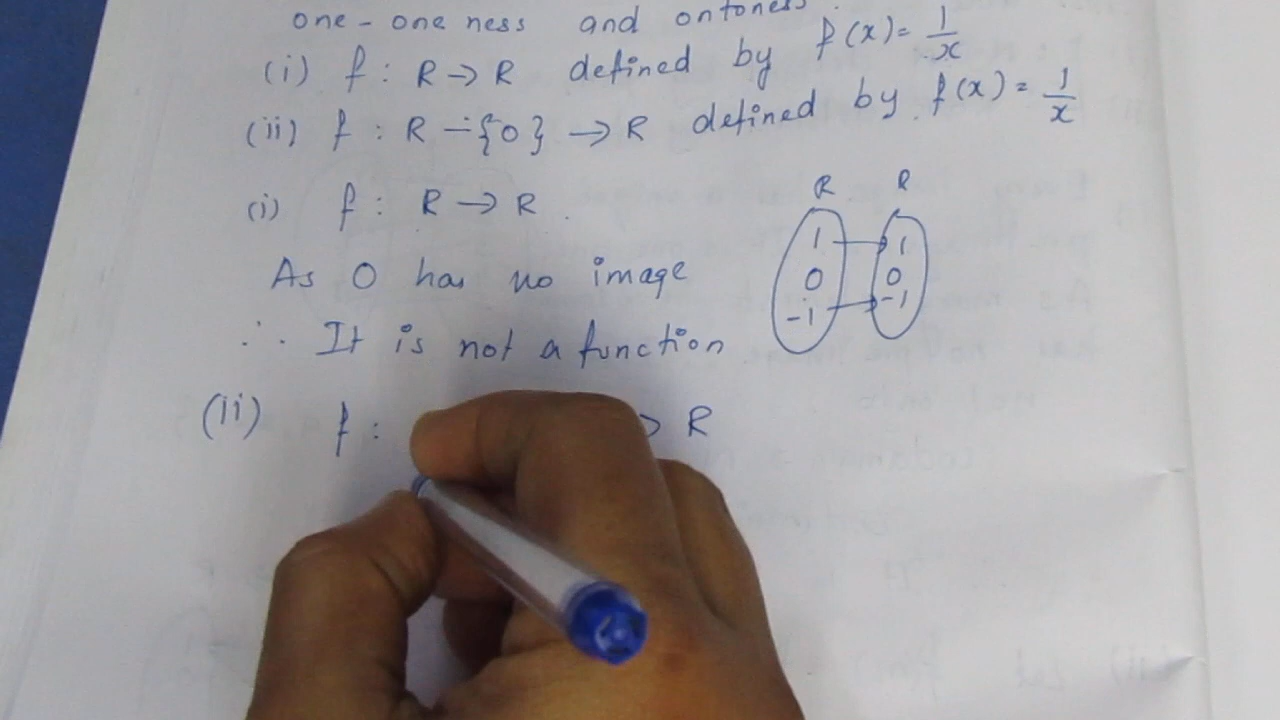 one-one ness and ontoness
(i) f : R → R defined by f(x) = 1/x
(ii) f : R - {0} → R defined by f(x) = 1/x
(i) f : R → R .
R R
1 1
0 0
-1 -1
As 0 has no image
∴ It is not a function
(ii) f : → R